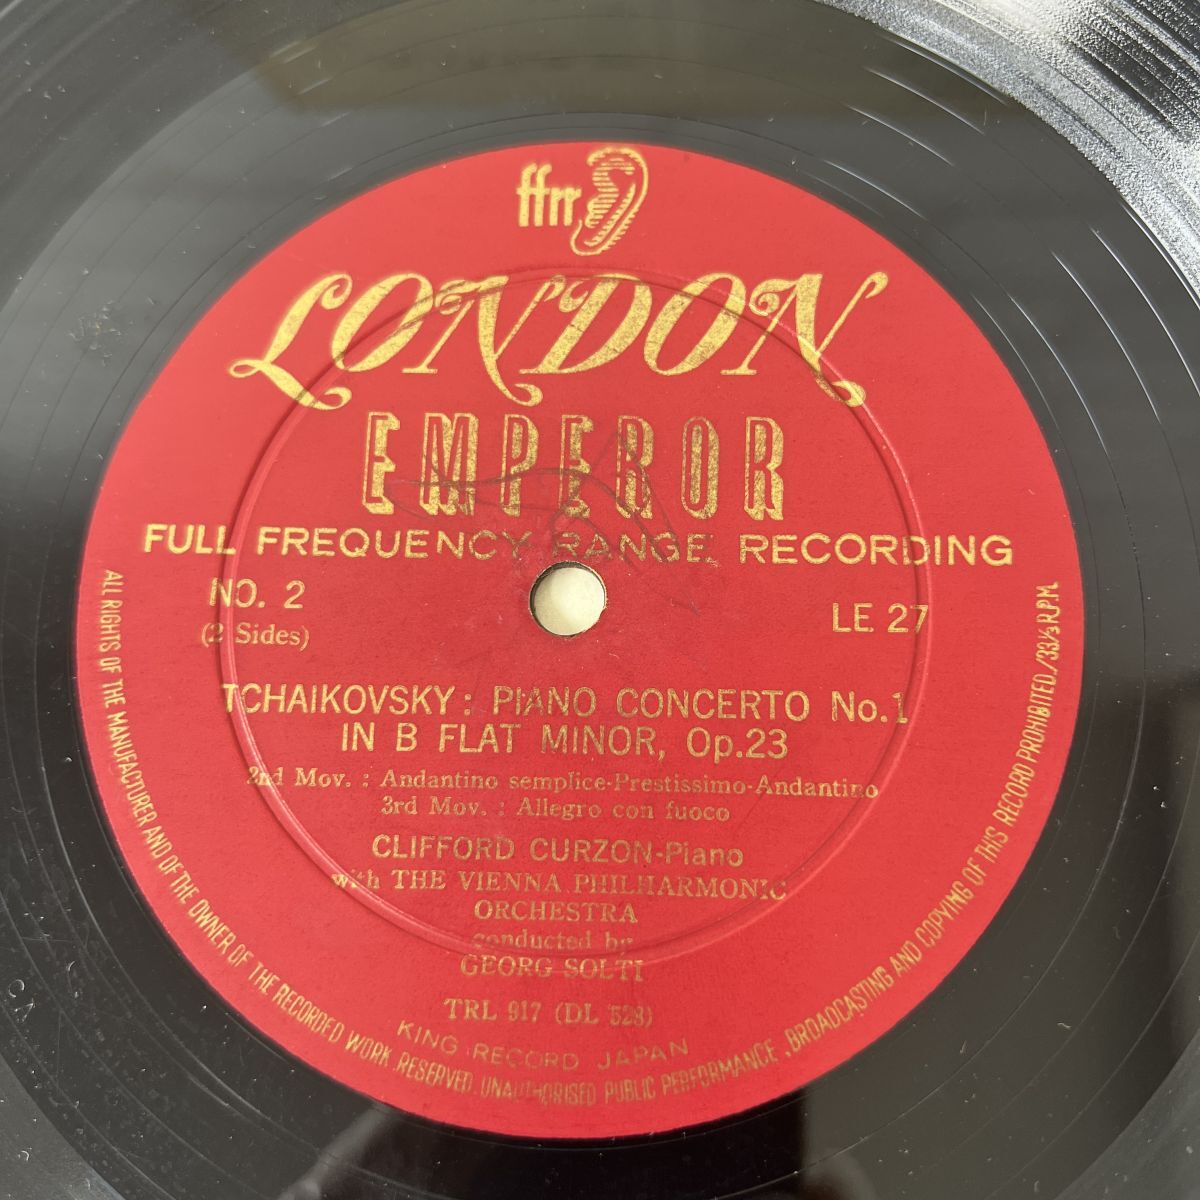 ffrr
LONDON
EMPEROR
FULL FREQUENCY RANGE RECORDING
NO. 2
(2 Sides)
LE 27
TCHAIKOVSKY: PIANO CONCERTO No.1
IN B FLAT MINOR, Op.23
2nd Mov. : Andantino semplice-Prestissimo-Andantino
3rd Mov. : Allegro con fuoco
CLIFFORD CURZON-Piano
with THE VIENNA PHILHARMONIC
ORCHESTRA
conducted by
GEORG SOLTI
TRL 917 (DL 528)
KING RECORD JAPAN
ALL RIGHTS OF THE MANUFACTURER AND OF THE OWNER OF THE RECORDED WORK RESERVED. UNAUTHORISED PUBLIC PERFORMANCE, BROADCASTING AND COPYING OF THIS RECORD PROHIBITED/33⅓ R.P.M.